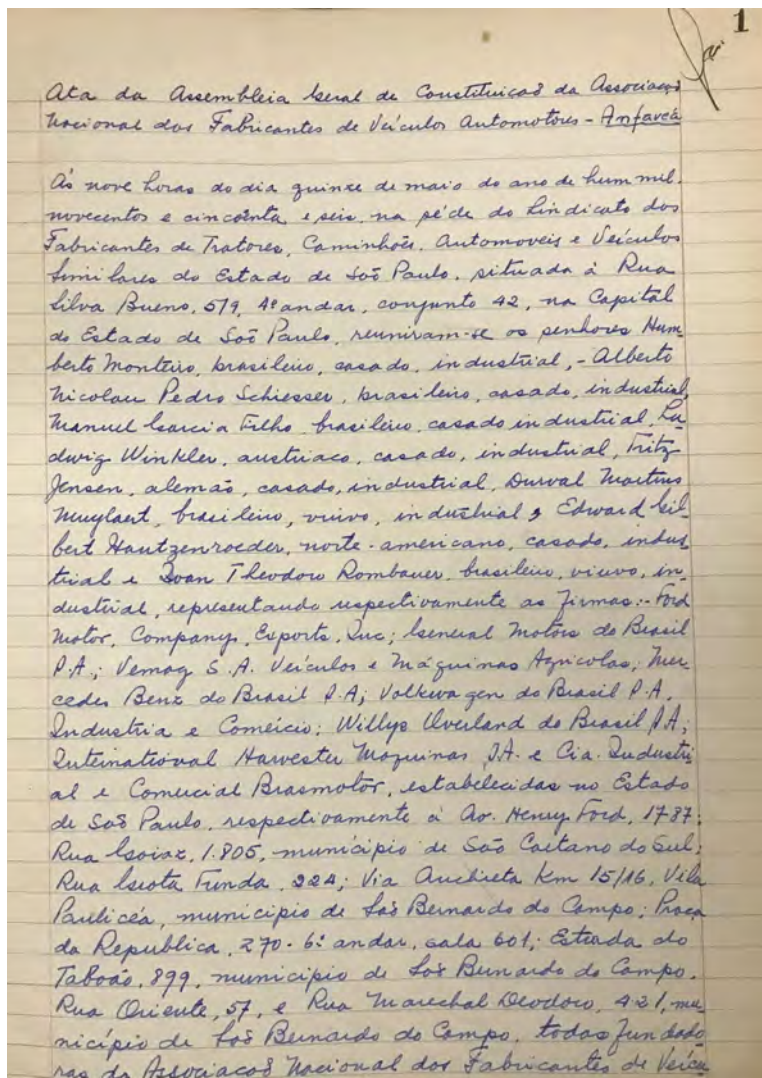 1
Ata da Assembleia Geral de Constituição da Associação
Nacional dos Fabricantes de Veículos Automotores - Anfavea
Ás nove horas do dia quinze de maio do ano de hum mil.
novecentos e cincoênta e seis, na séde do Sindicato dos
Fabricantes de Tratores, Caminhões, Automoveis e Veículos
Similares do Estado de São Paulo, situada à Rua
Silva Bueno, 519, 4º andar, conjunto 42, na Capital
do Estado de São Paulo, reuniram-se os senhores Hum
berto Monteiro, brasileiro, casado, industrial, - Alberto
Nicolau Pedro Schiesser, brasileiro, casado, industrial,
Manuel Garcia Filho brasileiro, casado industrial, Lu
dwig Winkler, austriaco, casado, industrial, Fritz
Jensen, alemão, casado, industrial, Durval Martins
Muylaert, brasileiro, viuvo, industrial, Edward Gil
bert Hautzenroeder, norte-americano, casado, indus
trial e Ivan Theodoro Rombauer, brasileiro, viuvo, in
dustrial, representando respectivamente as firmas:- Ford
Motor, Companys, Exports, Inc; General Motors do Brasil
S.A.; Vemag S.A. Veículos e Máquinas Agricolas; Mer
cedes Benz do Brasil S.A; Volkwagen do Brasil S.A.
Industria e Comércio; Willys Overland do Brasil S.A;
International Harvester Maquinas S.A. e Cia. Industri
al e Comercial Brasmotor, estabelecidas no Estado
de São Paulo, respectivamente à Av. Henry Ford, 1787;
Rua Goiaz, 1.805, município de São Caetano do Sul;
Rua Grota Funda, 224; Via Anchieta Km 15/16, Vila
Paulicéa, municipio de São Bernardo do Campo; Praça
da Republica, 270 - 6º andar, sala 601; Estrada do
Taboão, 899, municipio de São Bernardo do Campo.
Rua Oriente, 57, e Rua Marechal Deodoro, 421, mu
nicípio de São Bernardo do Campo, todas fundado
ras da Associação Nacional dos Fabricantes de Veícu